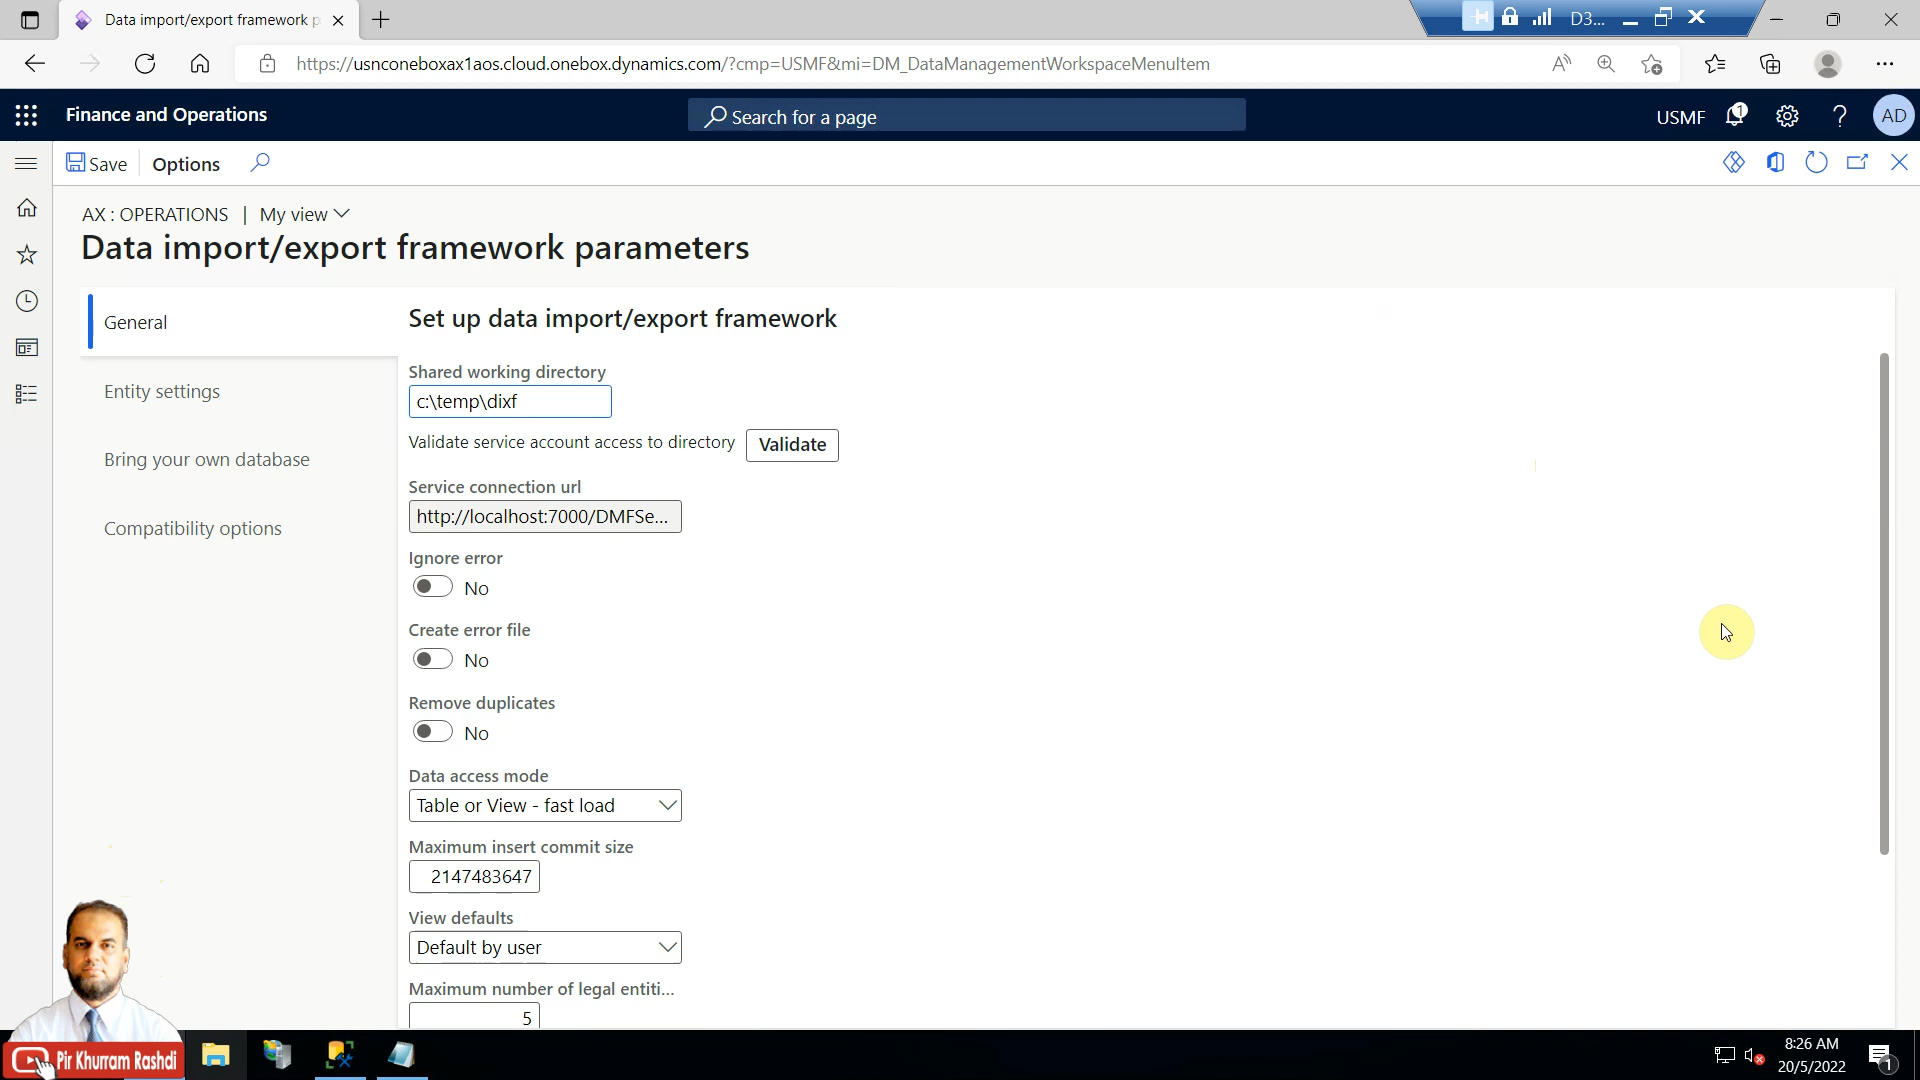 Data import/export framework p
D3...
https://usnconeboxax1aos.cloud.onebox.dynamics.com/?cmp=USMF&mi=DM_DataManagementWorkspaceMenuItem
Finance and Operations
Search for a page
USMF
1
?
AD
Save
Options
AX : OPERATIONS | My view
Data import/export framework parameters
General
Entity settings
Bring your own database
Compatibility options
Set up data import/export framework
Shared working directory
c:\temp\dixf
Validate service account access to directory
Validate
Service connection url
http://localhost:7000/DMFSe...
Ignore error
No
Create error file
No
Remove duplicates
No
Data access mode
Table or View - fast load
Maximum insert commit size
2147483647
View defaults
Default by user
Maximum number of legal entiti...
5
Pir Khurram Rashdi
8:26 AM
20/5/2022
1